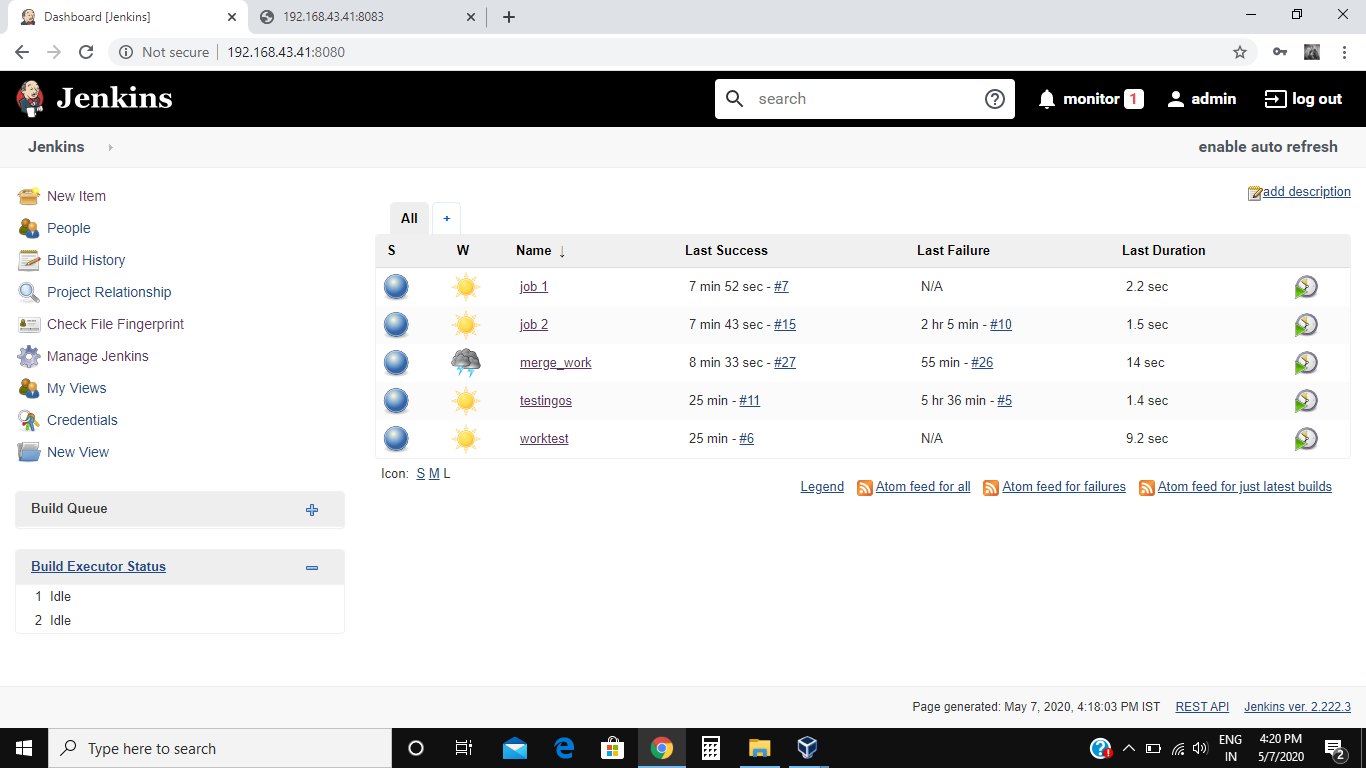 Dashboard [Jenkins]
192.168.43.41:8083
Not secure
192.168.43.41:8080
Jenkins
search
monitor 1
admin
log out
Jenkins
enable auto refresh
New Item
People
Build History
Project Relationship
Check File Fingerprint
Manage Jenkins
My Views
Credentials
New View
Build Queue
Build Executor Status
1 Idle
2 Idle
add description
All +
S W Name ↓ Last Success Last Failure Last Duration
job 1 7 min 52 sec - #7 N/A 2.2 sec
job 2 7 min 43 sec - #15 2 hr 5 min - #10 1.5 sec
merge_work 8 min 33 sec - #27 55 min - #26 14 sec
testingos 25 min - #11 5 hr 36 min - #5 1.4 sec
worktest 25 min - #6 N/A 9.2 sec
Icon: S M L
Legend Atom feed for all Atom feed for failures Atom feed for just latest builds
Page generated: May 7, 2020, 4:18:03 PM IST REST API Jenkins ver. 2.222.3
Type here to search
ENG
IN
4:20 PM
5/7/2020
2